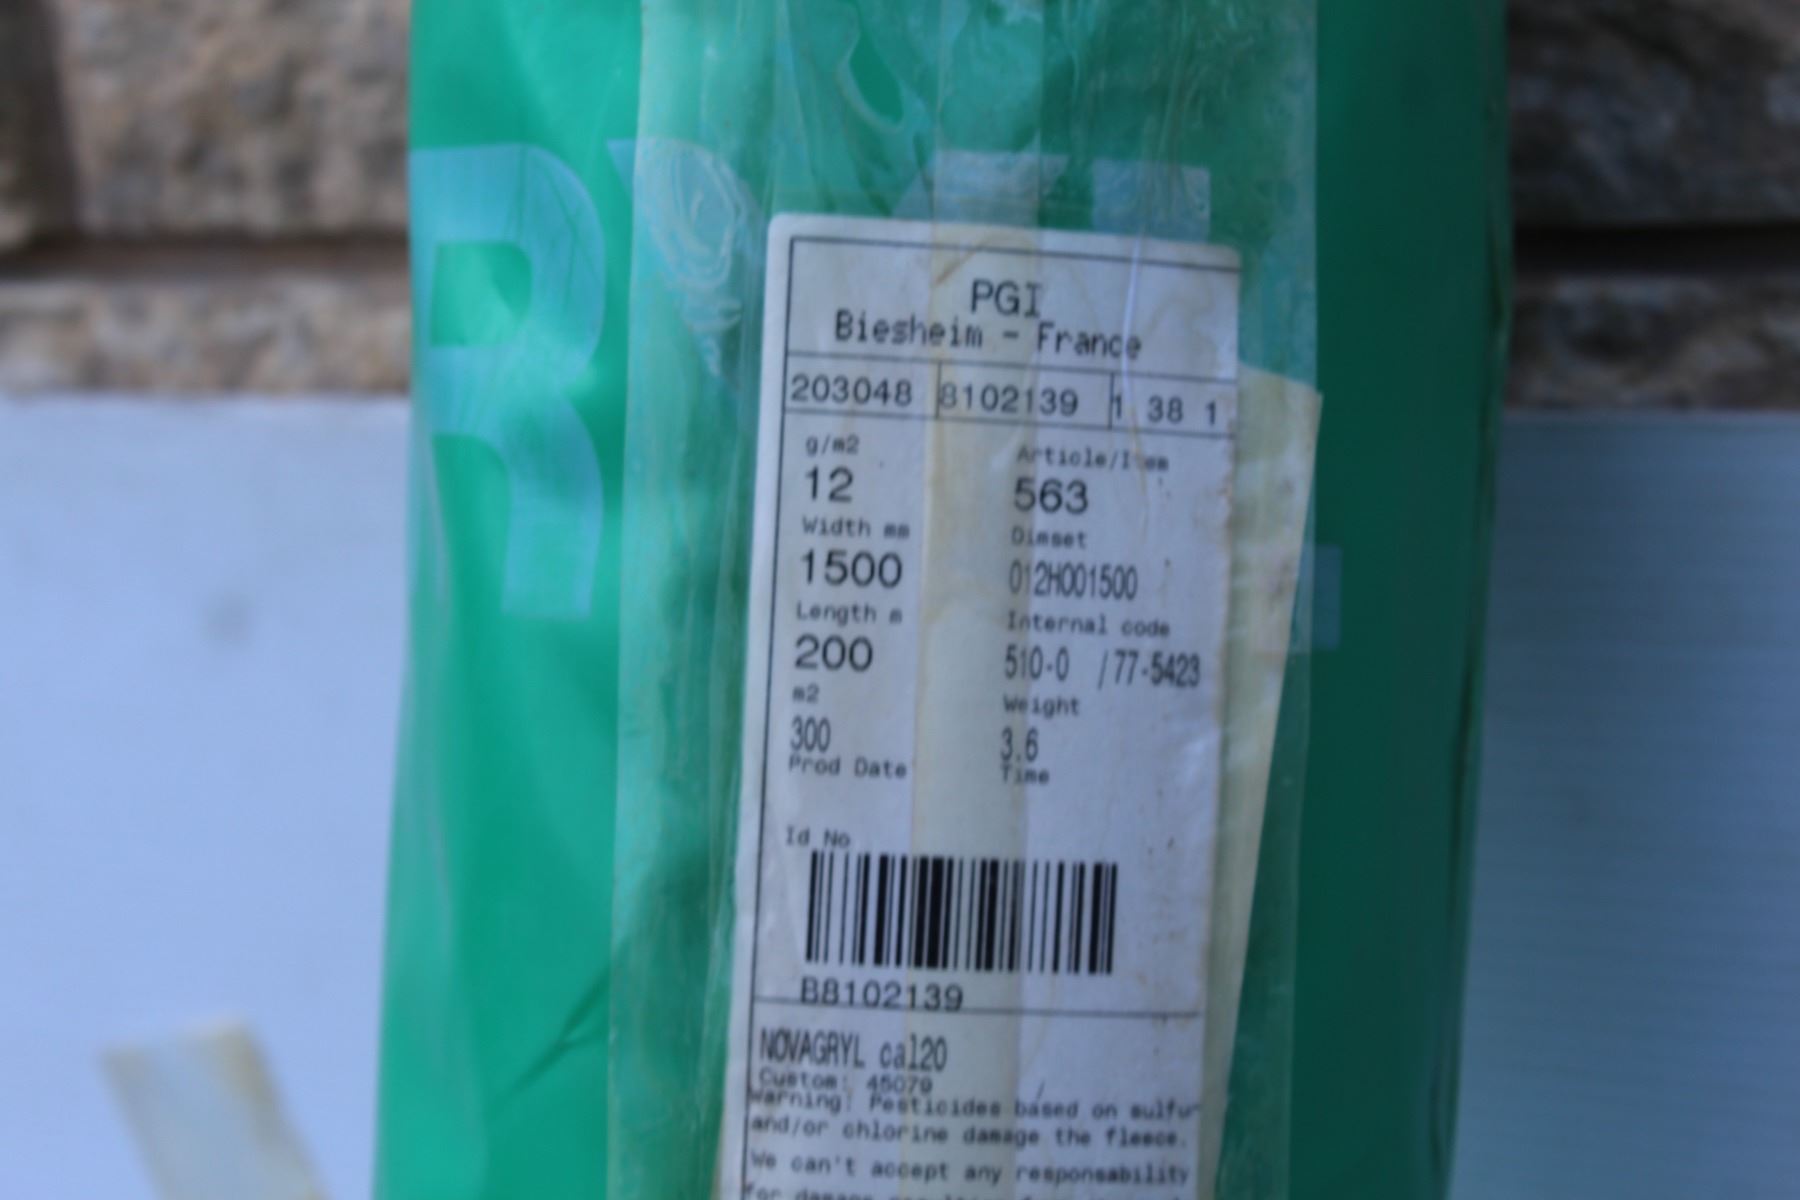 PGI
Biesheim - France
203048 8102139 1 38 1
g/m2 Article/Item
12 563
Width mm Dimset
1500 012H001500
Length m Internal code
200 510-0 /77-5423
m2 Weight
300 3.6
Prod Date Time
Id No
B8102139
NOVAGRYL cal20
Custom: 45079
Warning: Pesticides based on sulfur
and/or chlorine damage the fleece.
We can't accept any responsability
for damage